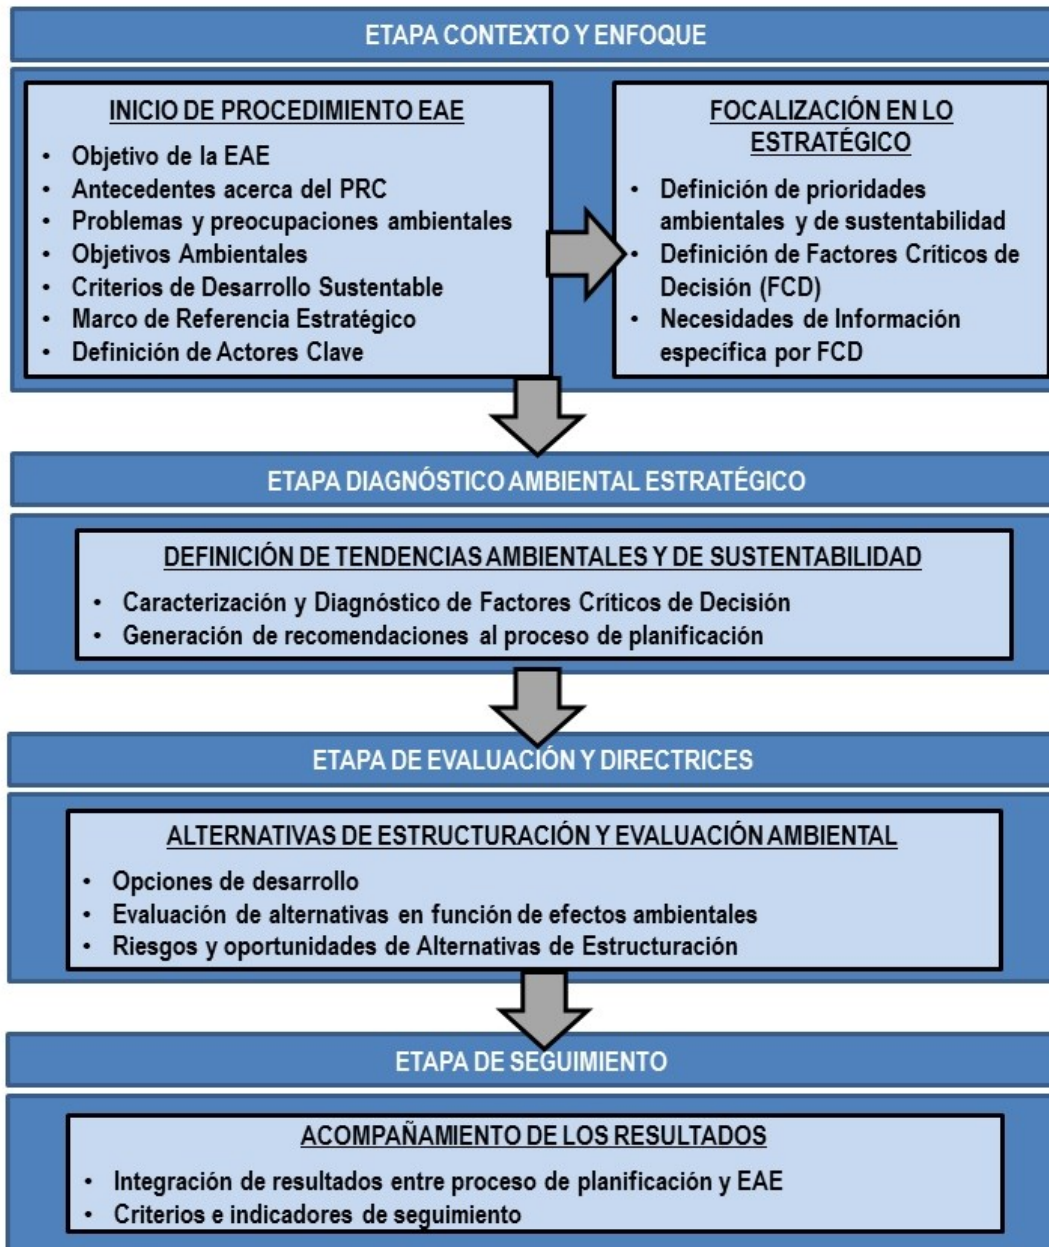 ETAPA CONTEXTO Y ENFOQUE
INICIO DE PROCEDIMIENTO EAE
• Objetivo de la EAE
• Antecedentes acerca del PRC
• Problemas y preocupaciones ambientales
• Objetivos Ambientales
• Criterios de Desarrollo Sustentable
• Marco de Referencia Estratégico
• Definición de Actores Clave
FOCALIZACIÓN EN LO
ESTRATÉGICO
• Definición de prioridades
ambientales y de sustentabilidad
• Definición de Factores Críticos de
Decisión (FCD)
• Necesidades de Información
específica por FCD
ETAPA DIAGNÓSTICO AMBIENTAL ESTRATÉGICO
DEFINICIÓN DE TENDENCIAS AMBIENTALES Y DE SUSTENTABILIDAD
• Caracterización y Diagnóstico de Factores Críticos de Decisión
• Generación de recomendaciones al proceso de planificación
ETAPA DE EVALUACIÓN Y DIRECTRICES
ALTERNATIVAS DE ESTRUCTURACIÓN Y EVALUACIÓN AMBIENTAL
• Opciones de desarrollo
• Evaluación de alternativas en función de efectos ambientales
• Riesgos y oportunidades de Alternativas de Estructuración
ETAPA DE SEGUIMIENTO
ACOMPAÑAMIENTO DE LOS RESULTADOS
• Integración de resultados entre proceso de planificación y EAE
• Criterios e indicadores de seguimiento